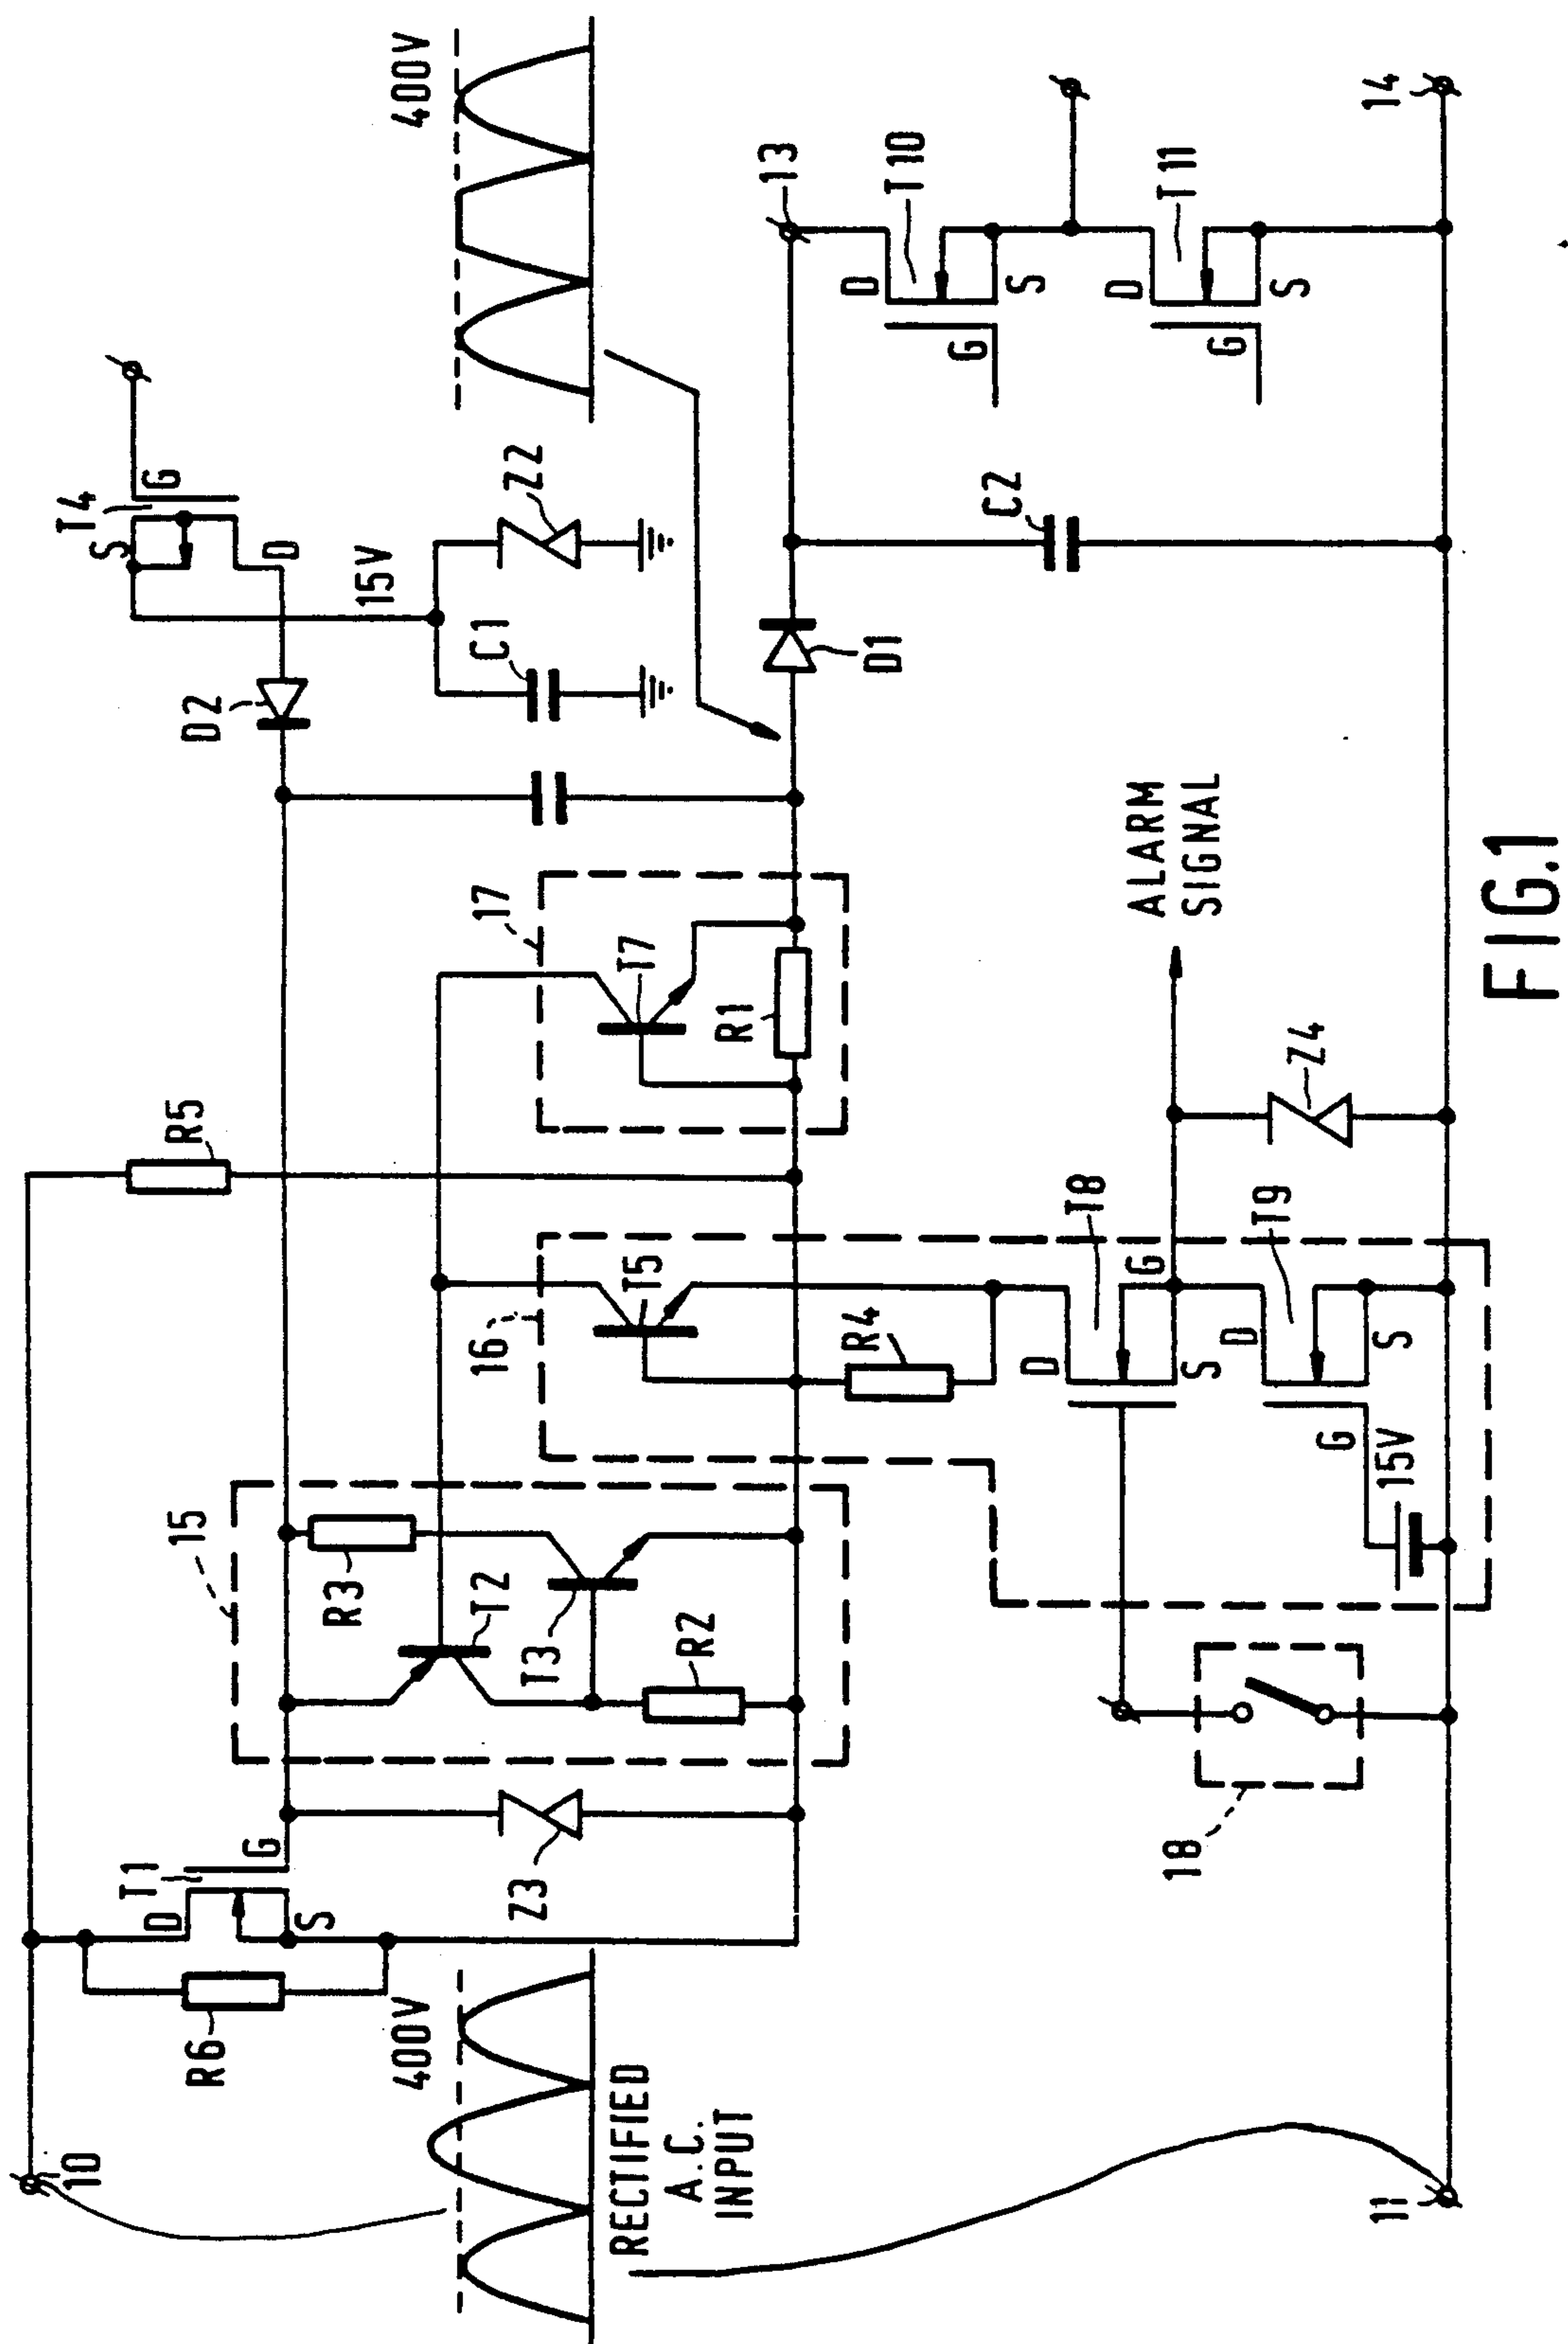 10
R6
400V
RECTIFIED
A.C.
INPUT
11
T1
D
G
S
Z3
15
R3
T2
T3
R2
18
R5
16
T5
R4
D
T8
G
S
D
T9
G
S
15V
Z4
ALARM
SIGNAL
17
T7
R1
D2
T4
S
G
D
15V
C1
Z2
400V
D1
C2
13
D
T10
G
S
D
T11
G
S
14
FIG.1